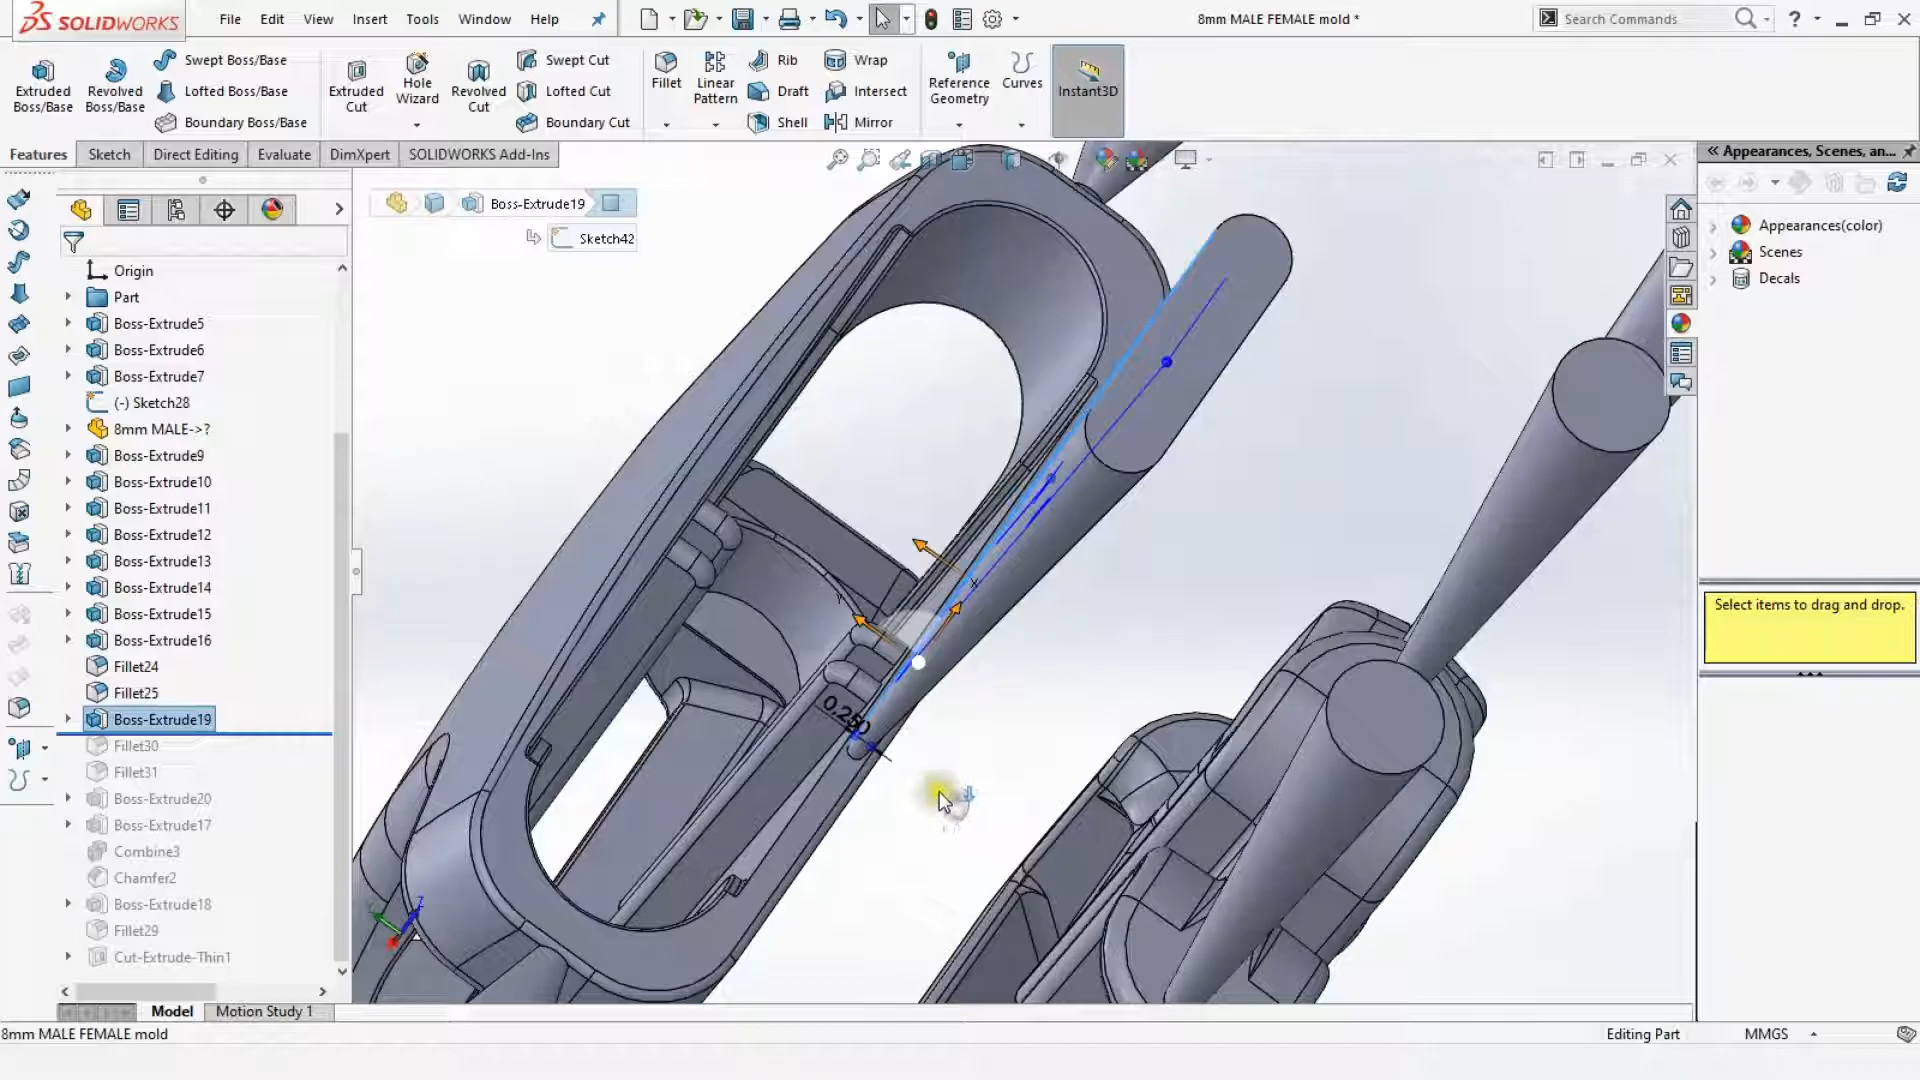 SOLIDWORKS
File Edit View Insert Tools Window Help
8mm MALE FEMALE mold *
Search Commands
?
Extruded Boss/Base
Revolved Boss/Base
Swept Boss/Base
Lofted Boss/Base
Boundary Boss/Base
Extruded Cut
Hole Wizard
Revolved Cut
Swept Cut
Lofted Cut
Boundary Cut
Fillet
Linear Pattern
Rib
Draft
Shell
Wrap
Intersect
Mirror
Reference Geometry
Curves
Instant3D
Features Sketch Direct Editing Evaluate DimXpert SOLIDWORKS Add-Ins
Boss-Extrude19
Sketch42
Origin
Part
Boss-Extrude5
Boss-Extrude6
Boss-Extrude7
(-) Sketch28
8mm MALE->?
Boss-Extrude9
Boss-Extrude10
Boss-Extrude11
Boss-Extrude12
Boss-Extrude13
Boss-Extrude14
Boss-Extrude15
Boss-Extrude16
Fillet24
Fillet25
Boss-Extrude19
Fillet30
Fillet31
Boss-Extrude20
Boss-Extrude17
Combine3
Chamfer2
Boss-Extrude18
Fillet29
Cut-Extrude-Thin1
0.250
X
Y
Z
Appearances, Scenes, an...
Appearances(color)
Scenes
Decals
Select items to drag and drop.
Model Motion Study 1
8mm MALE FEMALE mold
Editing Part
MMGS